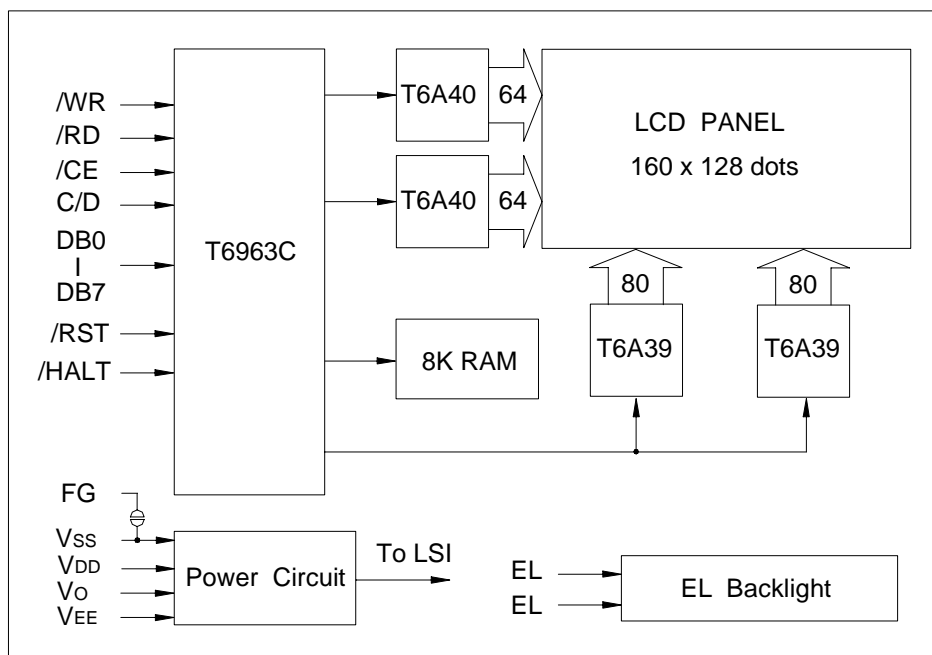 /WR
/RD
/CE
C/D
DB0
DB7
/RST
/HALT
T6963C
T6A40
64
T6A40
64
LCD PANEL
160 x 128 dots
80
80
T6A39
T6A39
8K RAM
FG
VSS
VDD
VO
VEE
Power Circuit
To LSI
EL
EL
EL Backlight